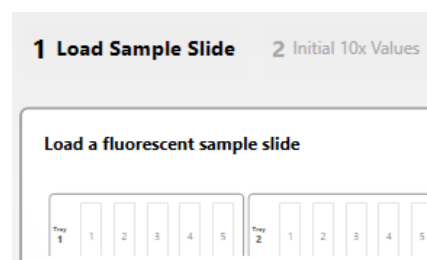 1 Load Sample Slide 2 Initial 10x Values
Load a fluorescent sample slide
Tray Tray
1 1 2 3 4 5 2 1 2 3 4 5